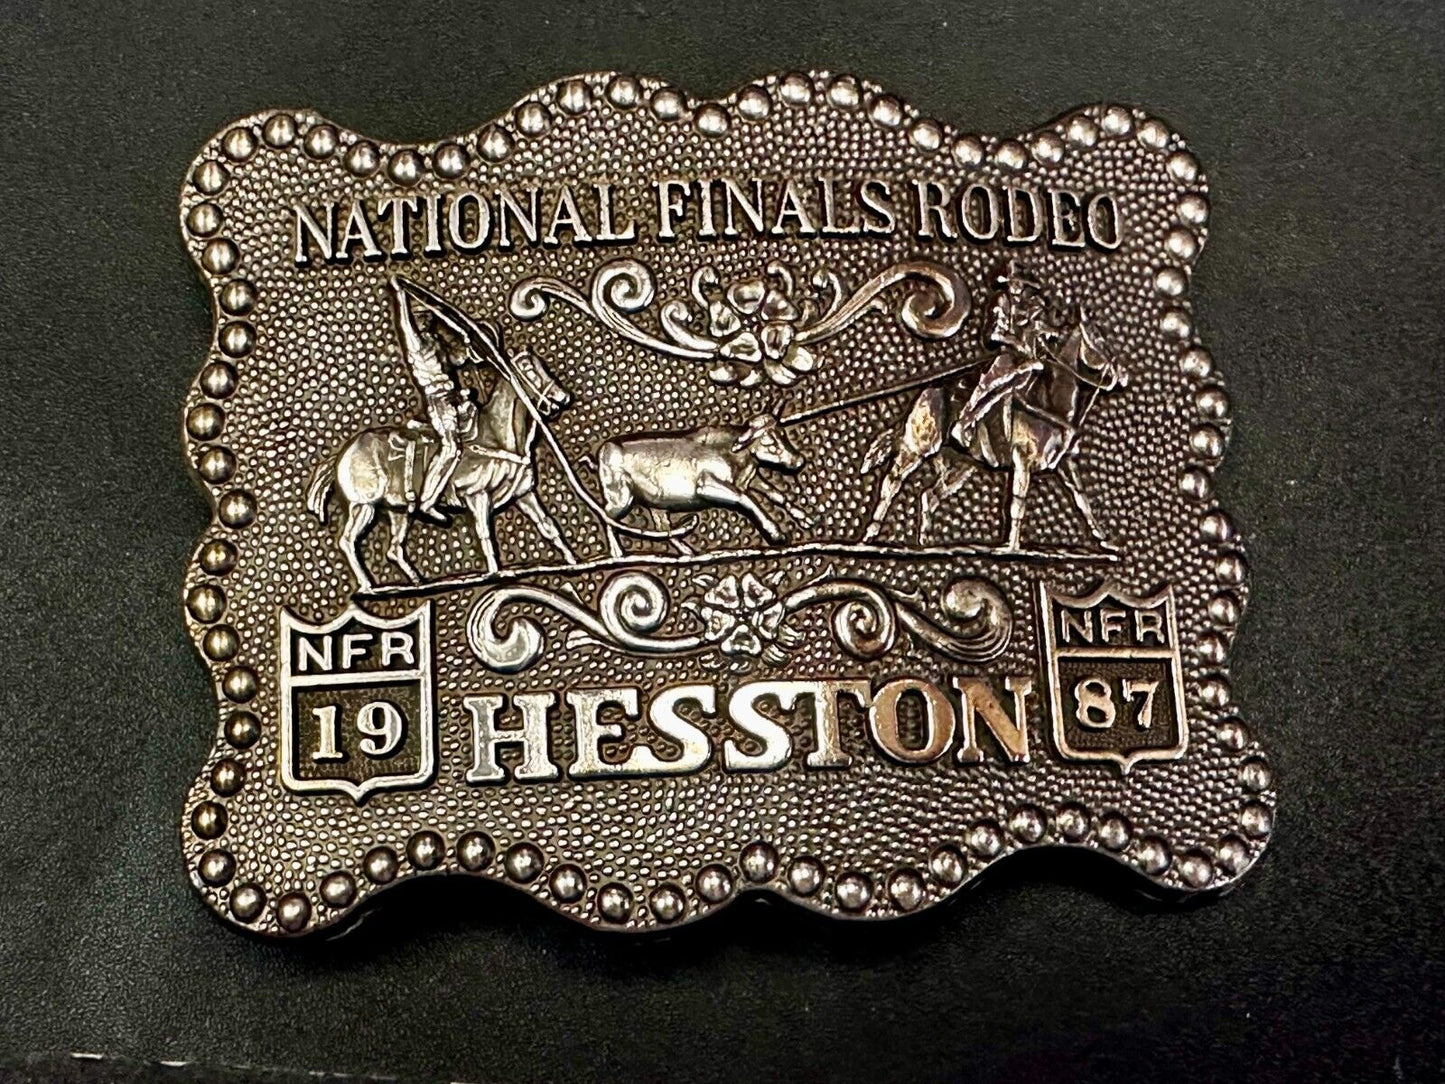 NATIONAL FINALS RODEO
NFR
19
HESSTON
NFR
87